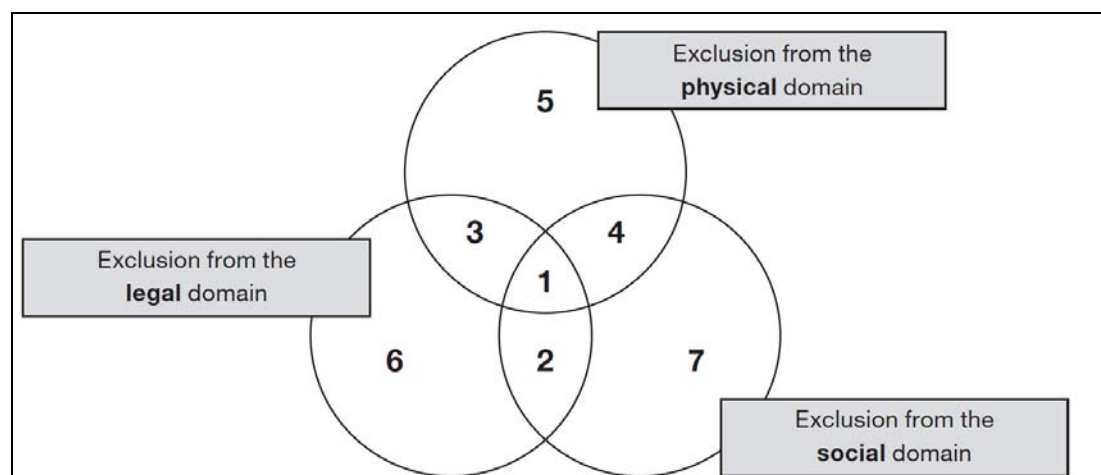 Exclusion from the
physical domain
5
3
4
Exclusion from the
legal domain
1
6
2
7
Exclusion from the
social domain